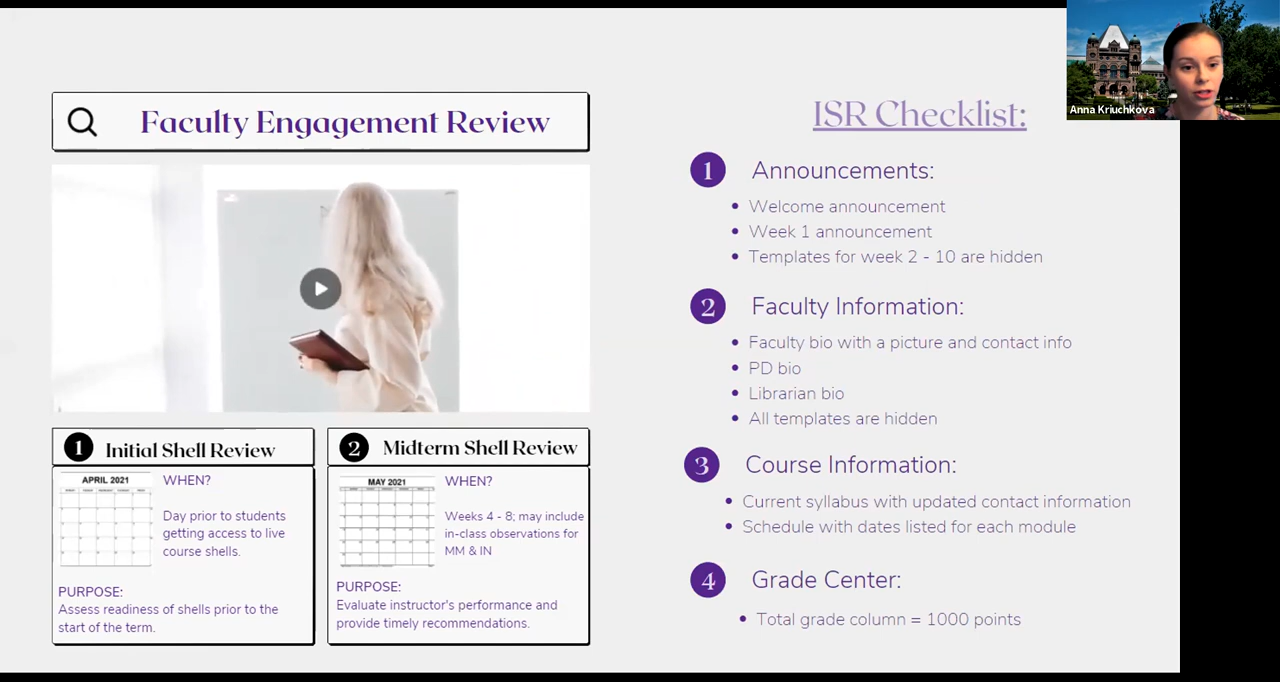 Faculty Engagement Review
1 Initial Shell Review
APRIL 2021
WHEN?
Day prior to students
getting access to live
course shells.
PURPOSE:
Assess readiness of shells prior to the
start of the term.
2 Midterm Shell Review
MAY 2021
WHEN?
Weeks 4 - 8; may include
in-class observations for
MM & IN
PURPOSE:
Evaluate instructor's performance and
provide timely recommendations.
ISR Checklist:
1 Announcements:
• Welcome announcement
• Week 1 announcement
• Templates for week 2 - 10 are hidden
2 Faculty Information:
• Faculty bio with a picture and contact info
• PD bio
• Librarian bio
• All templates are hidden
3 Course Information:
• Current syllabus with updated contact information
• Schedule with dates listed for each module
4 Grade Center:
• Total grade column = 1000 points
Anna Kriuchkova